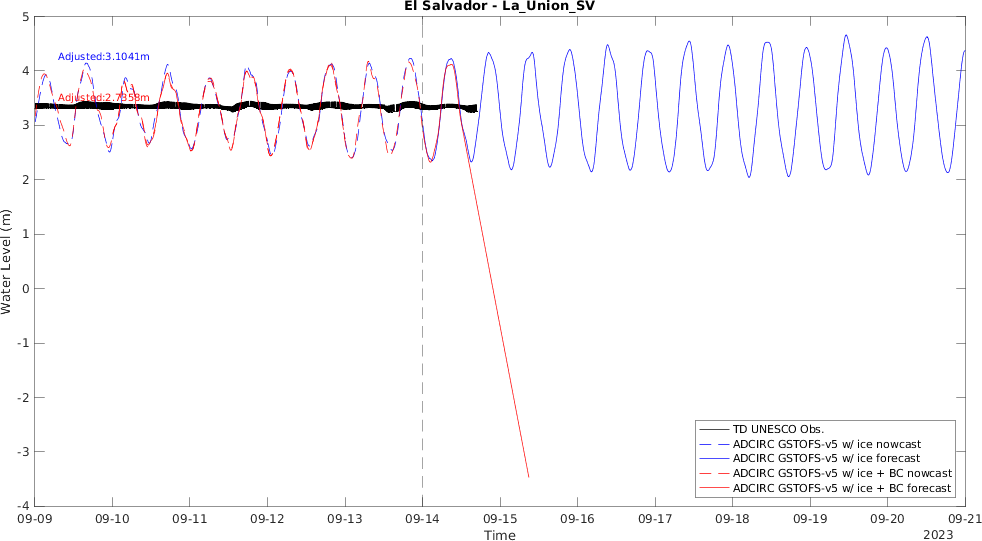 El Salvador - La_Union_SV
Adjusted:3.1041m
Adjusted:2.7358m
5
4
3
2
1
0
-1
-2
-3
-4
Water Level (m)
09-09 09-10 09-11 09-12 09-13 09-14 09-15 09-16 09-17 09-18 09-19 09-20 09-21
Time
2023
TD UNESCO Obs.
ADCIRC GSTOFS-v5 w/ ice nowcast
ADCIRC GSTOFS-v5 w/ ice forecast
ADCIRC GSTOFS-v5 w/ ice + BC nowcast
ADCIRC GSTOFS-v5 w/ ice + BC forecast